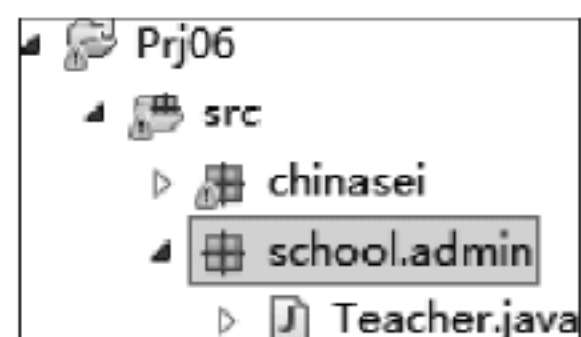 Prj06
src
chinasei
school.admin
Teacher.java